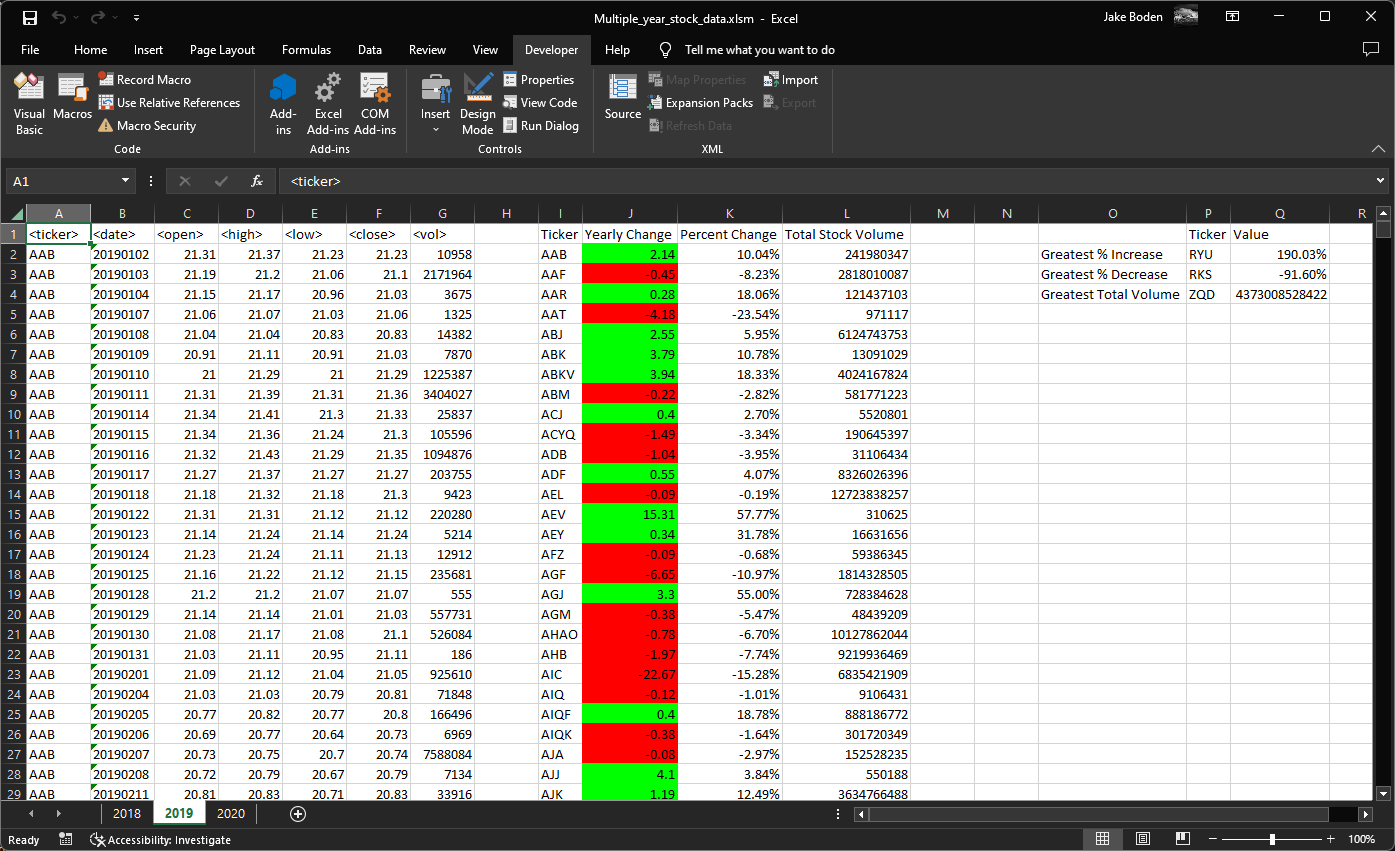 Multiple_year_stock_data.xlsm - Excel
Jake Boden
File Home Insert Page Layout Formulas Data Review View Developer Help Tell me what you want to do
Visual Basic
Macros
Record Macro
Use Relative References
Macro Security
Code
Add-ins
Excel Add-ins
COM Add-ins
Add-ins
Insert
Design Mode
Properties
View Code
Run Dialog
Controls
Source
Map Properties
Expansion Packs
Refresh Data
Import
Export
XML
A1 fx <ticker>
A B C D E F G H I J K L M N O P Q R
1 <ticker> <date> <open> <high> <low> <close> <vol> Ticker Yearly Change Percent Change Total Stock Volume Ticker Value
2 AAB 20190102 21.31 21.37 21.23 21.23 10958 AAB 2.14 10.04% 241980347 Greatest % Increase RYU 190.03%
3 AAB 20190103 21.19 21.2 21.06 21.1 2171964 AAF -0.45 -8.23% 2818010087 Greatest % Decrease RKS -91.60%
4 AAB 20190104 21.15 21.17 20.96 21.03 3675 AAR 0.28 18.06% 121437103 Greatest Total Volume ZQD 4373008528422
5 AAB 20190107 21.06 21.07 21.03 21.06 1325 AAT -4.18 -23.54% 971117
6 AAB 20190108 21.04 21.04 20.83 20.83 14382 ABJ 2.55 5.95% 6124743753
7 AAB 20190109 20.91 21.11 20.91 21.03 7870 ABK 3.79 10.78% 13091029
8 AAB 20190110 21 21.29 21 21.29 1225387 ABKV 3.94 18.33% 4024167824
9 AAB 20190111 21.31 21.39 21.31 21.36 3404027 ABM -0.22 -2.82% 581771223
10 AAB 20190114 21.34 21.41 21.3 21.33 25837 ACJ 0.4 2.70% 5520801
11 AAB 20190115 21.34 21.36 21.24 21.3 105596 ACYQ -1.49 -3.34% 190645397
12 AAB 20190116 21.32 21.43 21.29 21.35 1094876 ADB -1.04 -3.95% 31106434
13 AAB 20190117 21.27 21.37 21.27 21.27 203755 ADF 0.55 4.07% 8326026396
14 AAB 20190118 21.18 21.32 21.18 21.3 9423 AEL -0.09 -0.19% 12723838257
15 AAB 20190122 21.31 21.31 21.12 21.12 220280 AEV 15.31 57.77% 310625
16 AAB 20190123 21.14 21.24 21.14 21.24 5214 AEY 0.34 31.78% 16631656
17 AAB 20190124 21.23 21.24 21.11 21.13 12912 AFZ -0.09 -0.68% 59386345
18 AAB 20190125 21.16 21.22 21.12 21.15 235681 AGF -6.65 -10.97% 1814328505
19 AAB 20190128 21.2 21.2 21.07 21.07 555 AGJ 3.3 55.00% 728384628
20 AAB 20190129 21.14 21.14 21.01 21.03 557731 AGM -0.38 -5.47% 48439209
21 AAB 20190130 21.08 21.17 21.08 21.1 526084 AHAO -0.78 -6.70% 10127862044
22 AAB 20190131 21.03 21.11 20.95 21.11 186 AHB -1.97 -7.74% 9219936469
23 AAB 20190201 21.09 21.12 21.04 21.05 925610 AIC -22.67 -15.28% 6835421909
24 AAB 20190204 21.03 21.03 20.79 20.81 71848 AIQ -0.12 -1.01% 9106431
25 AAB 20190205 20.77 20.82 20.77 20.8 166496 AIQF 0.4 18.78% 888186772
26 AAB 20190206 20.69 20.77 20.64 20.73 6969 AIQK -0.38 -1.64% 301720349
27 AAB 20190207 20.73 20.75 20.7 20.74 7588084 AJA -0.08 -2.97% 152528235
28 AAB 20190208 20.72 20.79 20.67 20.79 7134 AJJ 4.1 3.84% 550188
29 AAB 20190211 20.81 20.83 20.71 20.83 33916 AJK 1.19 12.49% 3634766488
2018 2019 2020
Ready Accessibility: Investigate 100%